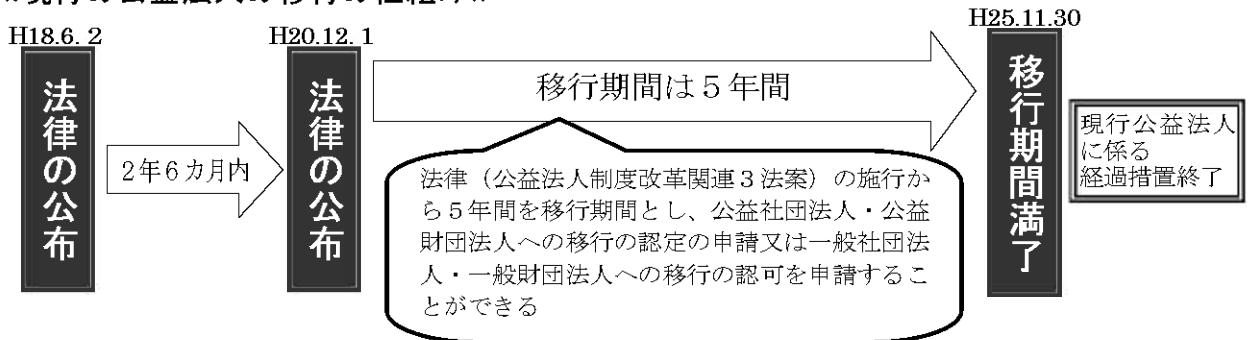 H18.6.2
法律の公布
2年6カ月内
H20.12.1
法律の公布
移行期間は5年間
法律（公益法人制度改革関連3法案）の施行か
ら5年間を移行期間とし、公益社団法人・公益
財団法人への移行の認定の申請又は一般社団法
人・一般財団法人への移行の認可を申請するこ
とができる
H25.11.30
移行期間満了
現行公益法人
に係る
経過措置終了